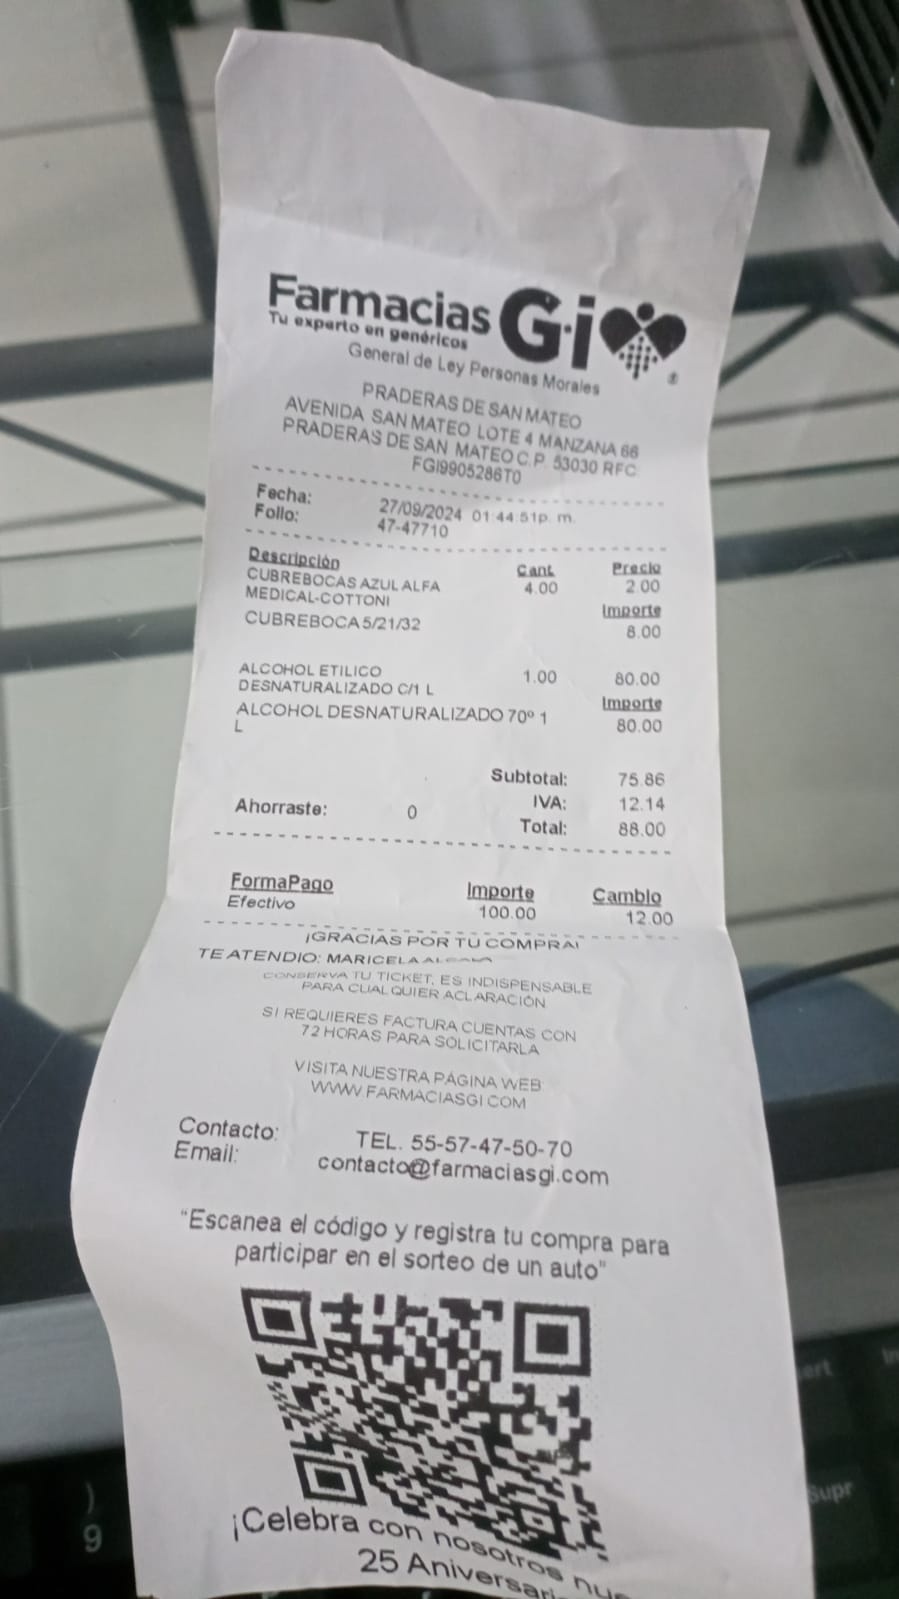 Farmacias Gi
Tu experto en genéricos
General de Ley Personas Morales
PRADERAS DE SAN MATEO
AVENIDA SAN MATEO LOTE 4 MANZANA 66
PRADERAS DE SAN MATEO C.P. 53030 RFC:
FGI9905286T0
Fecha: 27/09/2024 01:44:51p. m.
Folio: 47-47710
Descripción Cant Precio
CUBREBOCAS AZUL ALFA 4.00 2.00
MEDICAL-COTTONI Importe
CUBREBOCA 5/21/32 8.00
ALCOHOL ETILICO 1.00 80.00
DESNATURALIZADO C/1 L Importe
ALCOHOL DESNATURALIZADO 70º 1 80.00
L
Subtotal: 75.86
IVA: 12.14
Ahorraste: 0 Total: 88.00
FormaPago Importe Cambio
Efectivo 100.00 12.00
¡GRACIAS POR TU COMPRA!
TE ATENDIO: MARICELA
CONSERVA TU TICKET, ES INDISPENSABLE
PARA CUALQUIER ACLARACIÓN
SI REQUIERES FACTURA CUENTAS CON
72 HORAS PARA SOLICITARLA
VISITA NUESTRA PÁGINA WEB:
WWW.FARMACIASGI.COM
Contacto: TEL. 55-57-47-50-70
Email: contacto@farmaciasgi.com
"Escanea el código y registra tu compra para
participar en el sorteo de un auto"
¡Celebra con nosotros
25
)
9
Supr